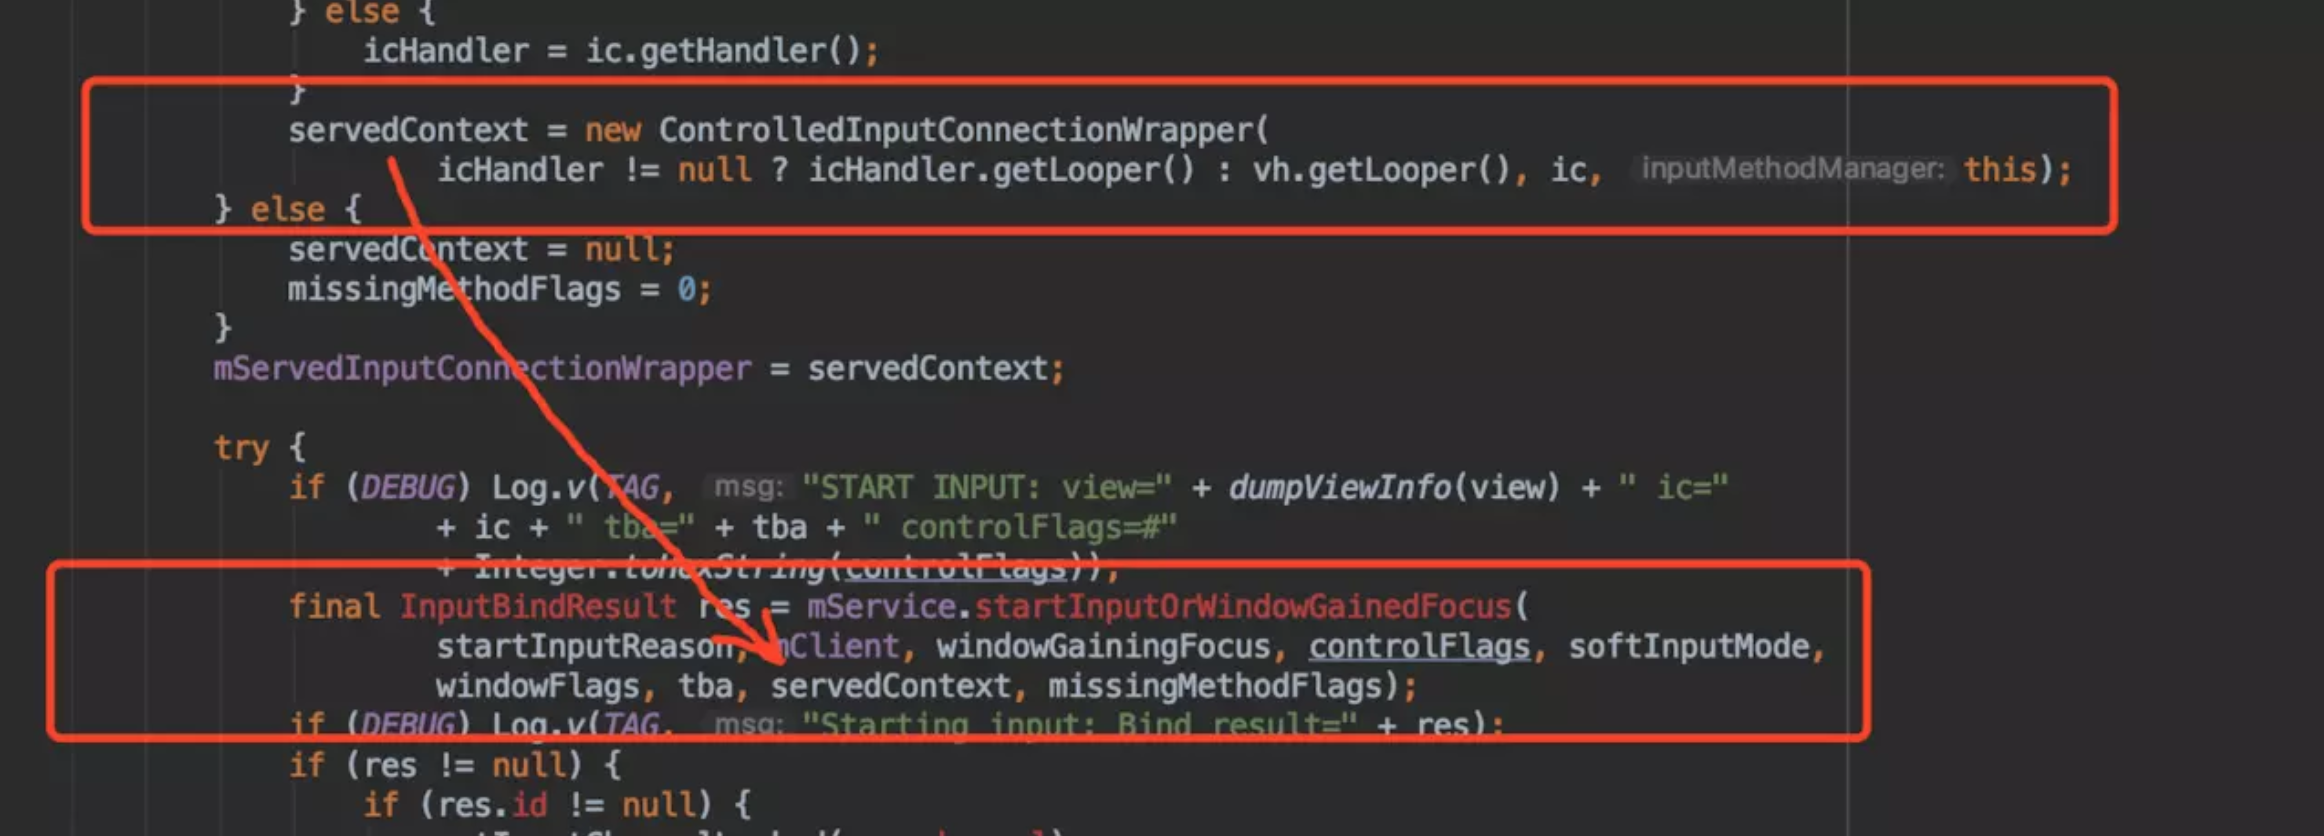 } else {
icHandler = ic.getHandler();
}
servedContext = new ControlledInputConnectionWrapper(
icHandler != null ? icHandler.getLooper() : vh.getLooper(), ic, inputMethodManager: this);
} else {
servedContext = null;
missingMethodFlags = 0;
}
mServedInputConnectionWrapper = servedContext;
try {
if (DEBUG) Log.v(TAG, msg: "START INPUT: view=" + dumpViewInfo(view) + " ic="
+ ic + " tba=" + tba + " controlFlags=#"
+ Integer.toHexString(controlFlags));
final InputBindResult res = mService.startInputOrWindowGainedFocus(
startInputReason, mClient, windowGainingFocus, controlFlags, softInputMode,
windowFlags, tba, servedContext, missingMethodFlags);
if (DEBUG) Log.v(TAG, msg: "Starting input: Bind result=" + res);
if (res != null) {
if (res.id != null) {